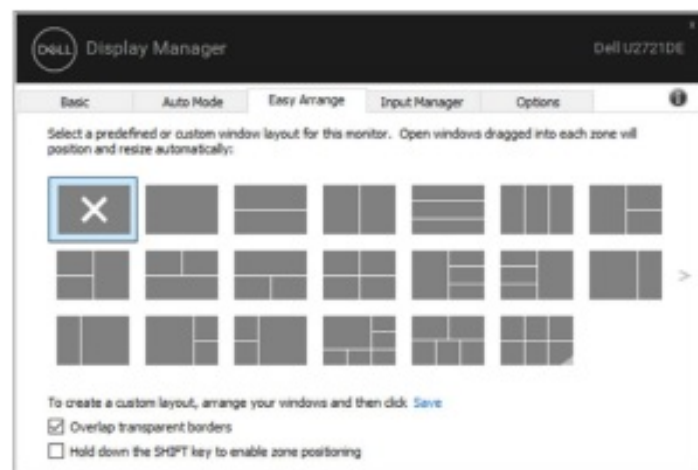 DELL Display Manager
Dell U2721DE
Basic Auto Mode Easy Arrange Input Manager Options
Select a predefined or custom window layout for this monitor. Open windows dragged into each zone will
position and resize automatically:
To create a custom layout, arrange your windows and then click Save
Overlap transparent borders
Hold down the SHIFT key to enable zone positioning